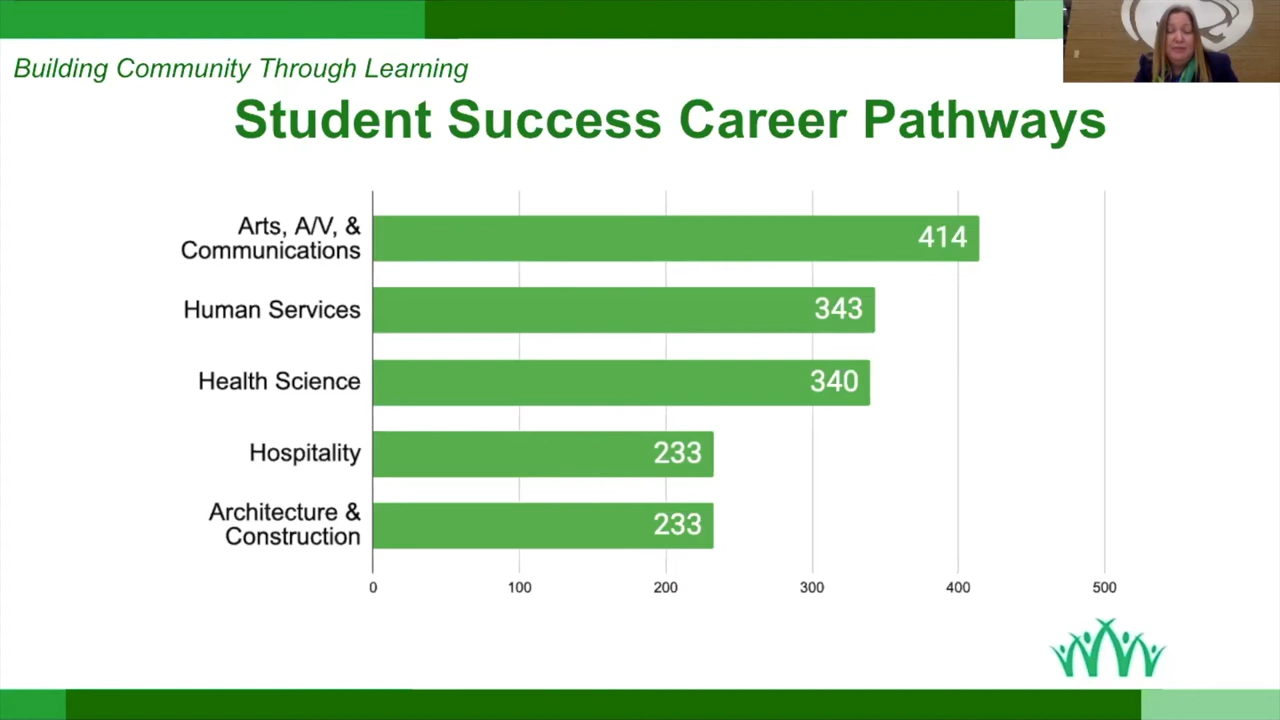 Building Community Through Learning
Student Success Career Pathways
Arts, A/V, &
Communications
414
Human Services
343
Health Science
340
Hospitality
233
Architecture &
Construction
233
0 100 200 300 400 500